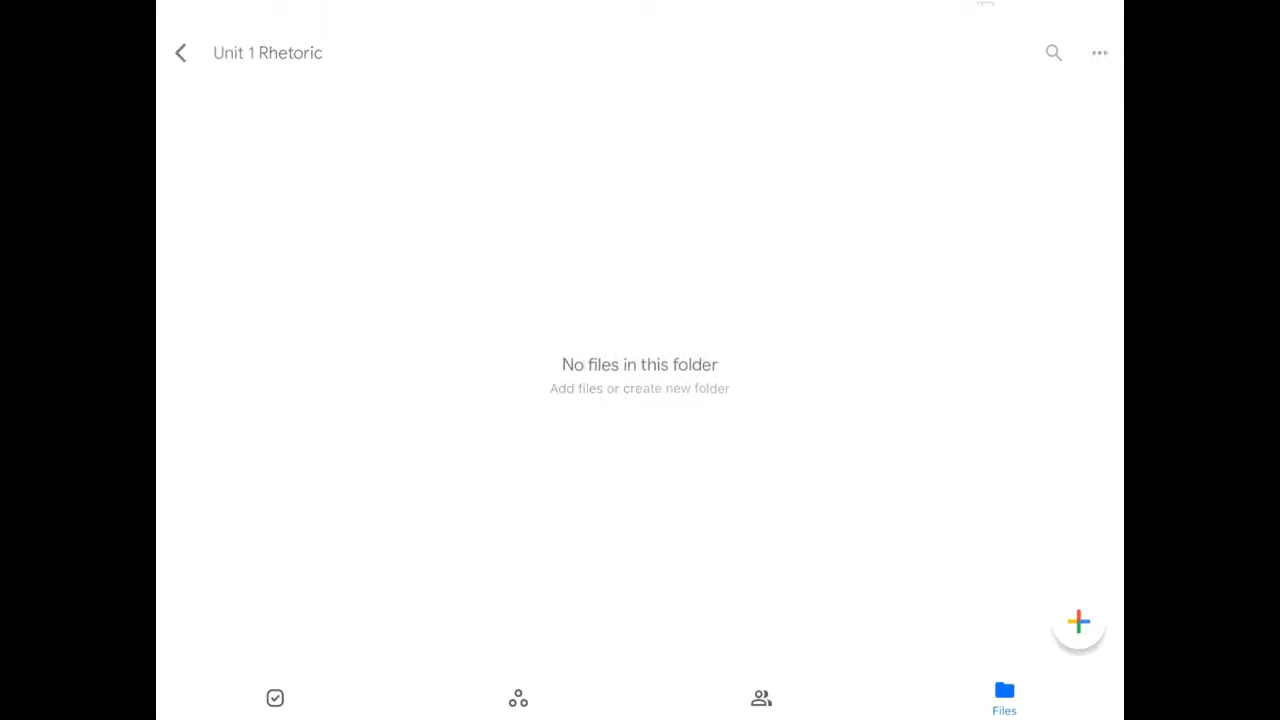 Unit 1 Rhetoric
No files in this folder
Add files or create new folder
Files